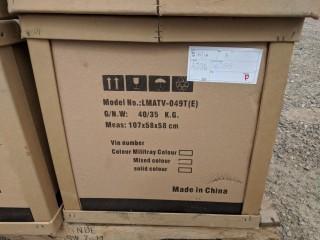 Model No.:LMATV-049T(E)
G/N.W: 40/35 K.G.
Meas: 107x58x58 cm
Vin number
Colour Militray Colour
Mixed colour
solid colour
Made in China